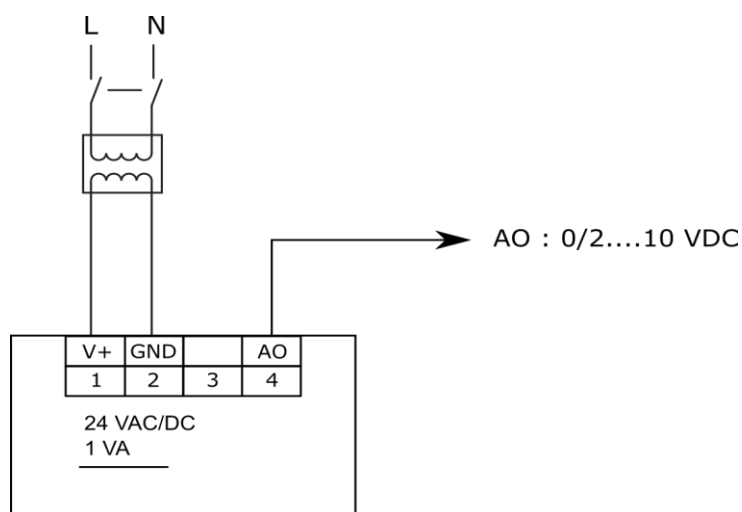 L N
AO : 0/2....10 VDC
V+ GND AO
1 2 3 4
24 VAC/DC
1 VA